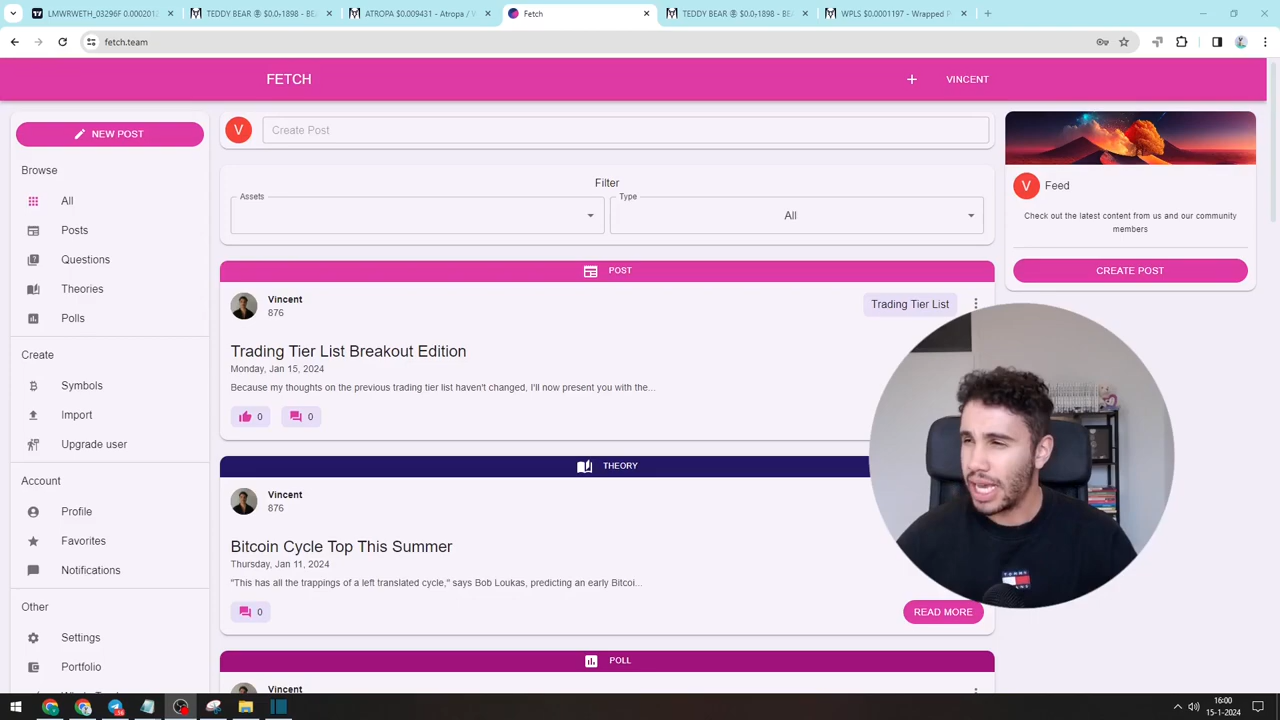 LMWRWETH_03296F 0.000201
TEDDY BEAR ㉾ $0.0₇1898 - BE
ATROPA $0.009431 - Atropa / W
Fetch
TEDDY BEAR ㉾ $0.0₇1898 - BE
WPLS $0.0001197 - Wrapped P
fetch.team
FETCH
VINCENT
NEW POST
Browse
All
Posts
Questions
Theories
Polls
Create
Symbols
Import
Upgrade user
Account
Profile
Favorites
Notifications
Other
Settings
Portfolio
V
Create Post
Filter
Assets
Type
All
POST
Vincent
876
Trading Tier List
Trading Tier List Breakout Edition
Monday, Jan 15, 2024
Because my thoughts on the previous trading tier list haven't changed, I'll now present you with the...
0
0
THEORY
Vincent
876
Bitcoin Cycle Top This Summer
Thursday, Jan 11, 2024
"This has all the trappings of a left translated cycle," says Bob Loukas, predicting an early Bitcoi...
0
READ MORE
POLL
Vincent
V
Feed
Check out the latest content from us and our community
members
CREATE POST
TOMMY
16:00
15-1-2024